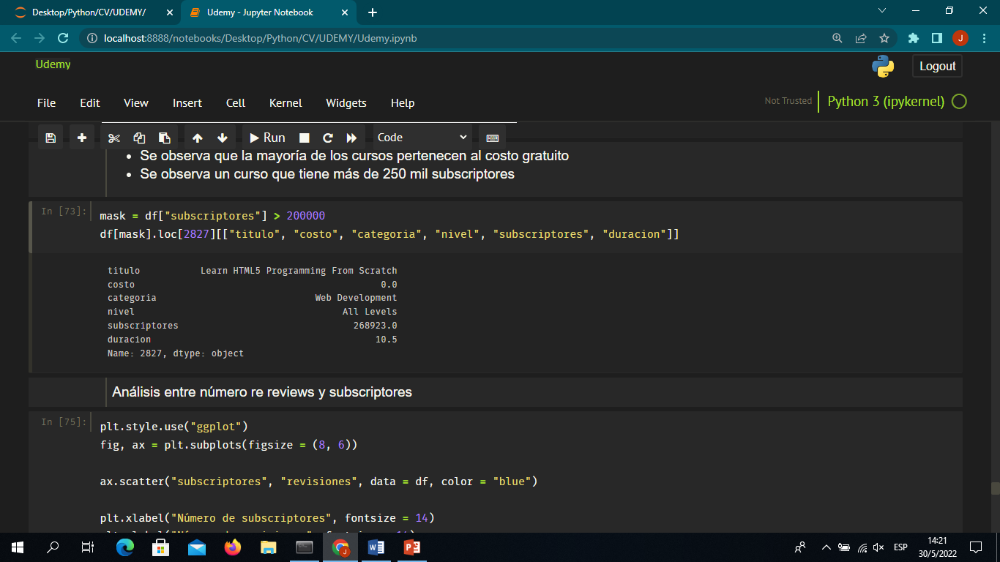 Desktop/Python/CV/UDEMY/
Udemy - Jupyter Notebook
localhost:8888/notebooks/Desktop/Python/CV/UDEMY/Udemy.ipynb
J
Udemy
Logout
File Edit View Insert Cell Kernel Widgets Help
Not Trusted
Python 3 (ipykernel)
Run
Code
Se observa que la mayoría de los cursos pertenecen al costo gratuito
Se observa un curso que tiene más de 250 mil subscriptores
In [73]:
mask = df["subscriptores"] > 200000
df[mask].loc[2827][["titulo", "costo", "categoria", "nivel", "subscriptores", "duracion"]]
titulo Learn HTML5 Programming From Scratch
costo 0.0
categoria Web Development
nivel All Levels
subscriptores 268923.0
duracion 10.5
Name: 2827, dtype: object
Análisis entre número re reviews y subscriptores
In [75]:
plt.style.use("ggplot")
fig, ax = plt.subplots(figsize = (8, 6))
ax.scatter("subscriptores", "revisiones", data = df, color = "blue")
plt.xlabel("Número de subscriptores", fontsize = 14)
ESP
14:21
30/5/2022